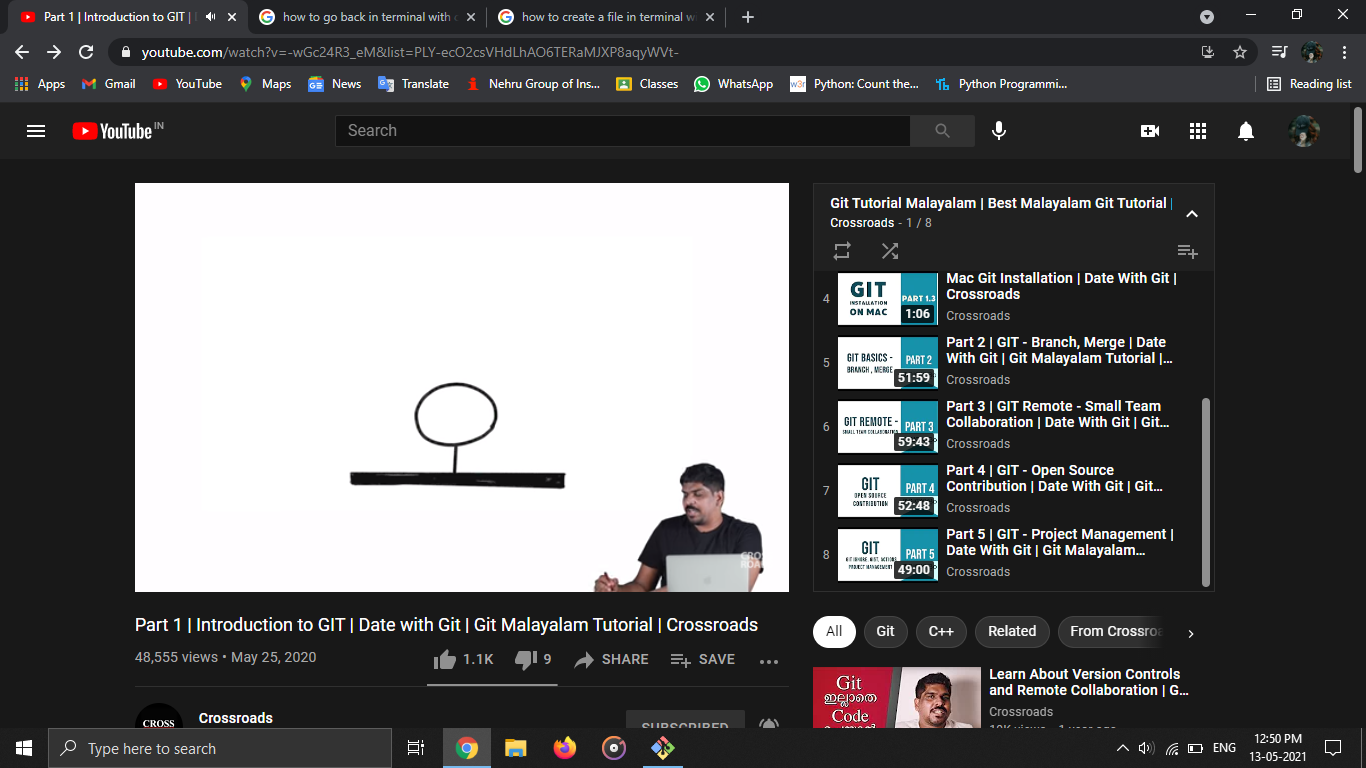 Part 1 | Introduction to GIT |
how to go back in terminal with
how to create a file in terminal w
youtube.com/watch?v=-wGc24R3_eM&list=PLY-ecO2csVHdLhAO6TERaMJXP8aqyWVt-
Apps
Gmail
YouTube
Maps
News
Translate
Nehru Group of Ins...
Classes
WhatsApp
Python: Count the...
Python Programmi...
Reading list
YouTube IN
Search
Git Tutorial Malayalam | Best Malayalam Git Tutorial |
Crossroads - 1 / 8
4
GIT
INSTALLATION
ON MAC
PART 1.3
1:06
Mac Git Installation | Date With Git |
Crossroads
Crossroads
5
GIT BASICS -
BRANCH , MERGE
PART 2
51:59
Part 2 | GIT - Branch, Merge | Date
With Git | Git Malayalam Tutorial |...
Crossroads
6
GIT REMOTE -
SMALL TEAM COLLABORATION
PART 3
59:43
Part 3 | GIT Remote - Small Team
Collaboration | Date With Git | Git...
Crossroads
7
GIT
OPEN SOURCE
CONTRIBUTION
PART 4
52:48
Part 4 | GIT - Open Source
Contribution | Date With Git | Git...
Crossroads
8
GIT
GIT IGNORE, GIST, ACTIONS
PROJECT MANAGEMENT
PART 5
49:00
Part 5 | GIT - Project Management |
Date With Git | Git Malayalam...
Crossroads
Part 1 | Introduction to GIT | Date with Git | Git Malayalam Tutorial | Crossroads
48,555 views • May 25, 2020
1.1K
9
SHARE
SAVE
CROSS
Crossroads
SUBSCRIBED
All
Git
C++
Related
From Crossroa
Git
ഇല്ലാതെ
Code
Learn About Version Controls
and Remote Collaboration | G...
Crossroads
Type here to search
ENG
12:50 PM
13-05-2021